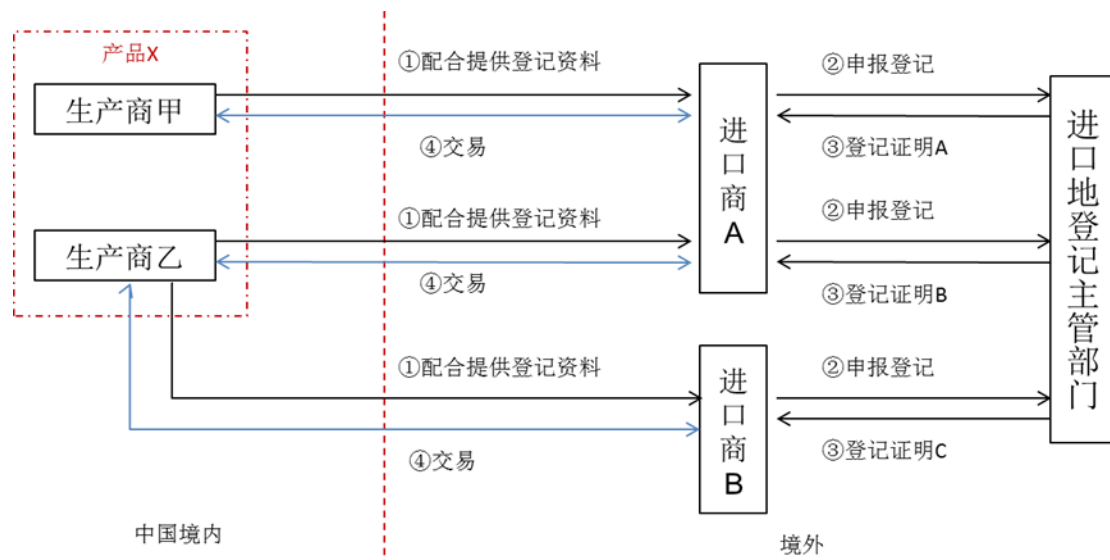 产品X
①配合提供登记资料
②申报登记
生产商甲
④交易
③登记证明A
进口商A
进口地登记主管部门
①配合提供登记资料
②申报登记
生产商乙
④交易
③登记证明B
①配合提供登记资料
②申报登记
进口商B
④交易
③登记证明C
中国境内
境外